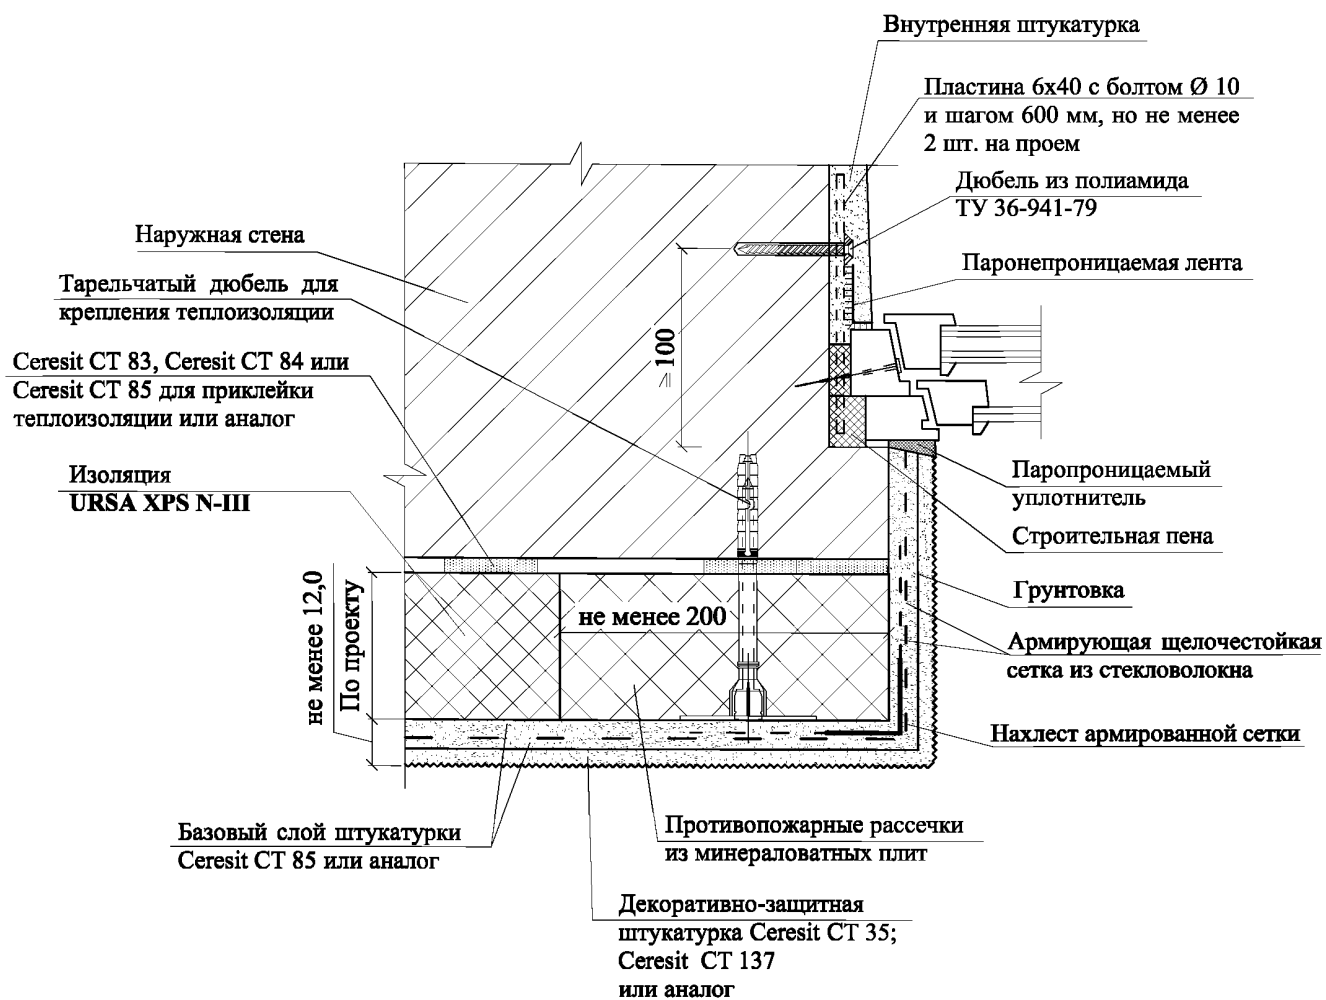 Внутренняя штукатурка
Пластина 6х40 с болтом Ø 10
и шагом 600 мм, но не менее
2 шт. на проем
Дюбель из полиамида
ТУ 36-941-79
Паронепроницаемая лента
Наружная стена
Тарельчатый дюбель для
крепления теплоизоляции
Ceresit CT 83, Ceresit CT 84 или
Ceresit CT 85 для приклейки
теплоизоляции или аналог
Изоляция
URSA XPS N-III
≥100
Паропроницаемый
уплотнитель
Строительная пена
Грунтовка
Армирующая щелочестойкая
сетка из стекловолокна
Нахлест армированной сетки
не менее 200
не менее 12,0
По проекту
Базовый слой штукатурки
Ceresit CT 85 или аналог
Противопожарные рассечки
из минераловатных плит
Декоративно-защитная
штукатурка Ceresit CT 35;
Ceresit CT 137
или аналог